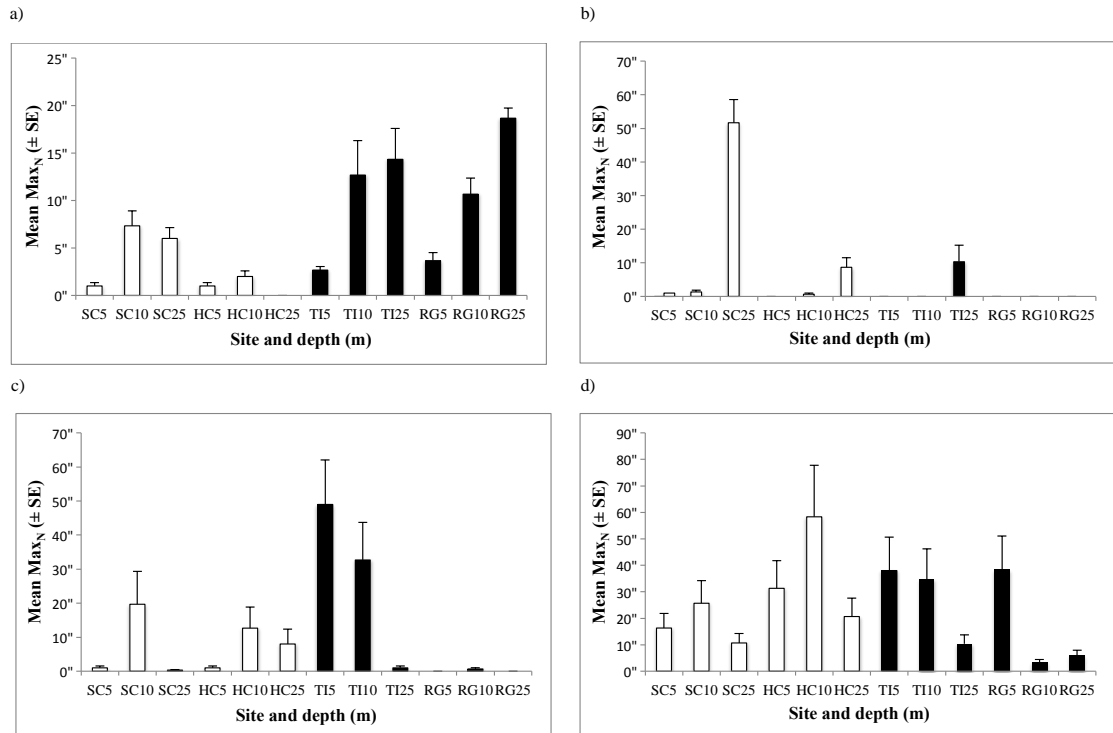 a)
25"
20"
15"
10"
5"
0"
Mean MaxN (± SE)
SC5 SC10 SC25 HC5 HC10 HC25 TI5 TI10 TI25 RG5 RG10 RG25
Site and depth (m)
b)
70"
60"
50"
40"
30"
20"
10"
0"
Mean MaxN (± SE)
SC5 SC10 SC25 HC5 HC10 HC25 TI5 TI10 TI25 RG5 RG10 RG25
Site and depth (m)
c)
70"
60"
50"
40"
30"
20"
10"
0"
Mean MaxN (± SE)
SC5 SC10 SC25 HC5 HC10 HC25 TI5 TI10 TI25 RG5 RG10 RG25
Site and depth (m)
d)
90"
80"
70"
60"
50"
40"
30"
20"
10"
0"
Mean MaxN (± SE)
SC5 SC10 SC25 HC5 HC10 HC25 TI5 TI10 TI25 RG5 RG10 RG25
Site and depth (m)